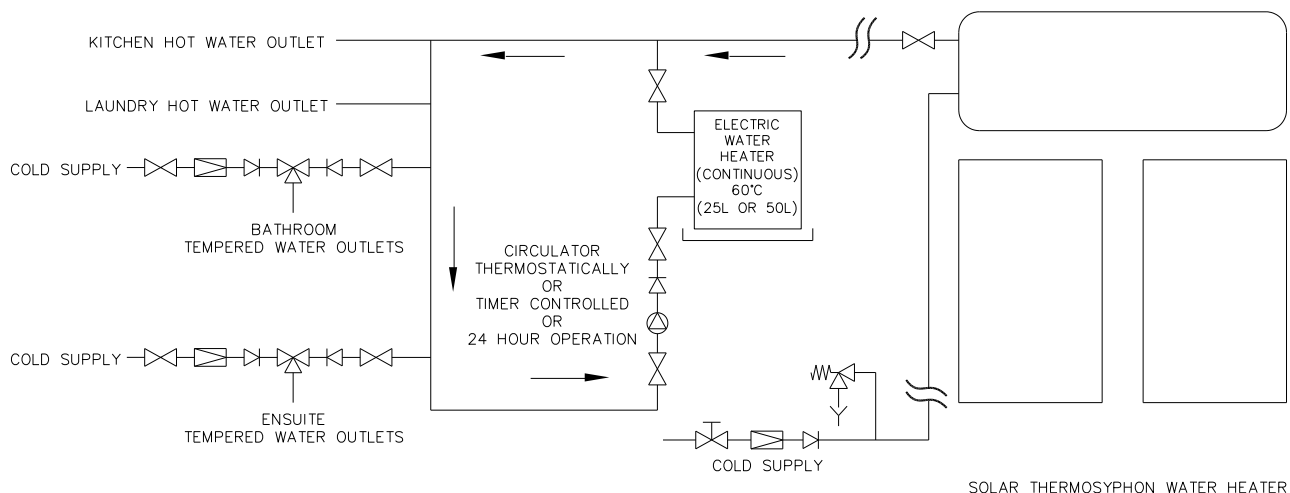 KITCHEN HOT WATER OUTLET
LAUNDRY HOT WATER OUTLET
COLD SUPPLY
BATHROOM
TEMPERED WATER OUTLETS
ELECTRIC
WATER
HEATER
(CONTINUOUS)
60°C
(25L OR 50L)
CIRCULATOR
THERMOSTATICALLY
OR
TIMER CONTROLLED
OR
24 HOUR OPERATION
COLD SUPPLY
ENSUITE
TEMPERED WATER OUTLETS
COLD SUPPLY
SOLAR THERMOSYPHON WATER HEATER